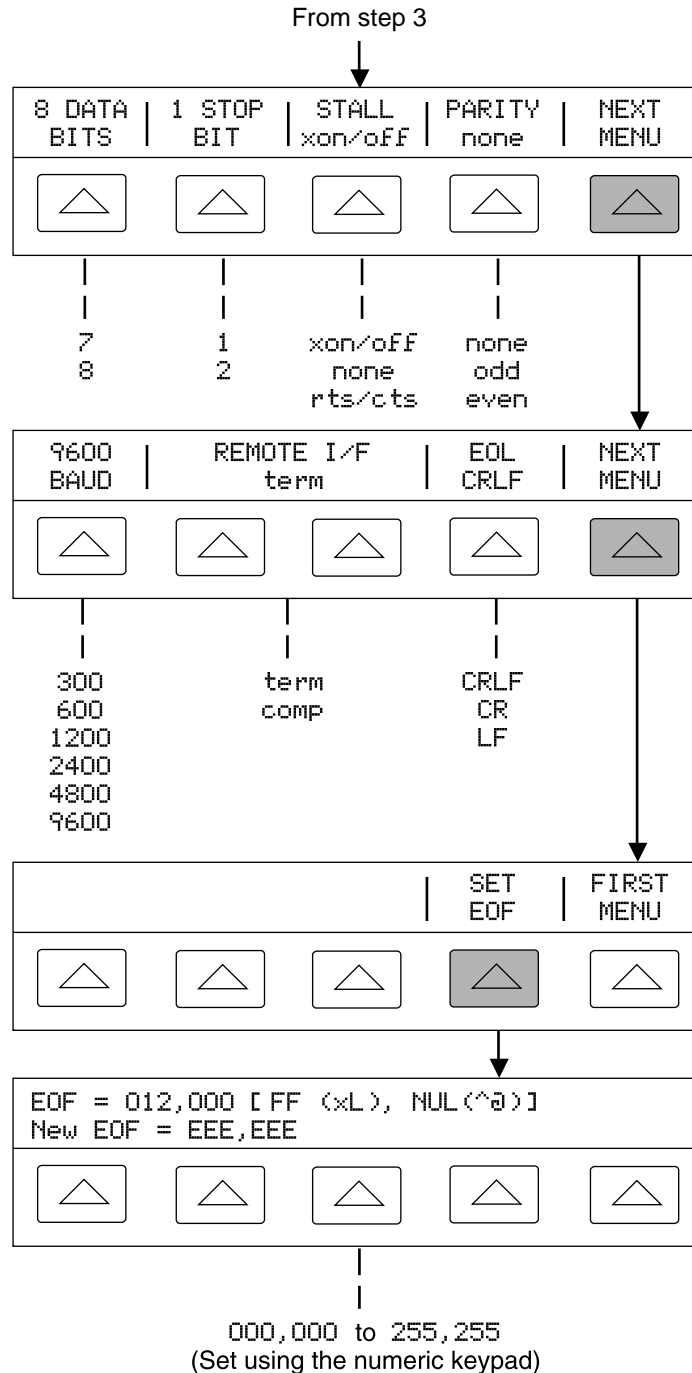 From step 3
8 DATA | 1 STOP | STALL | PARITY | NEXT
BITS | BIT | xon/off | none | MENU
7 1 xon/off none
8 2 none odd
rts/cts even
9600 | REMOTE I/F | EOL | NEXT
BAUD | term | CRLF | MENU
300 term CRLF
600 comp CR
1200 LF
2400
4800
9600
| SET | FIRST
| EOF | MENU
EOF = 012,000 [FF (xL), NUL(^@)]
New EOF = EEE,EEE
000,000 to 255,255
(Set using the numeric keypad)